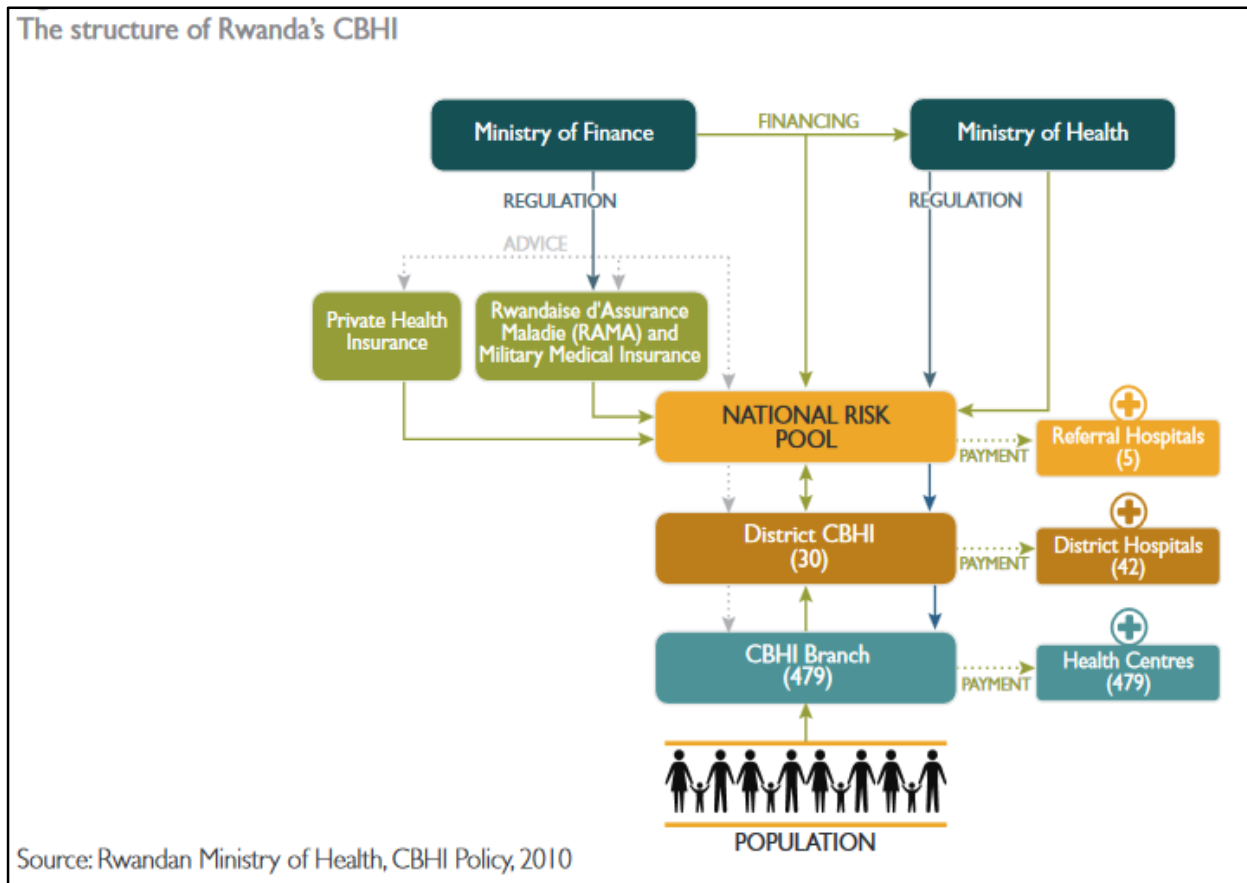 The structure of Rwanda's CBHI
Ministry of Finance
FINANCING
Ministry of Health
REGULATION
REGULATION
ADVICE
Private Health
Insurance
Rwandaise d'Assurance
Maladie (RAMA) and
Military Medical Insurance
NATIONAL RISK
POOL
PAYMENT
Referral Hospitals
(5)
District CBHI
(30)
PAYMENT
District Hospitals
(42)
CBHI Branch
(479)
PAYMENT
Health Centres
(479)
POPULATION
Source: Rwandan Ministry of Health, CBHI Policy, 2010